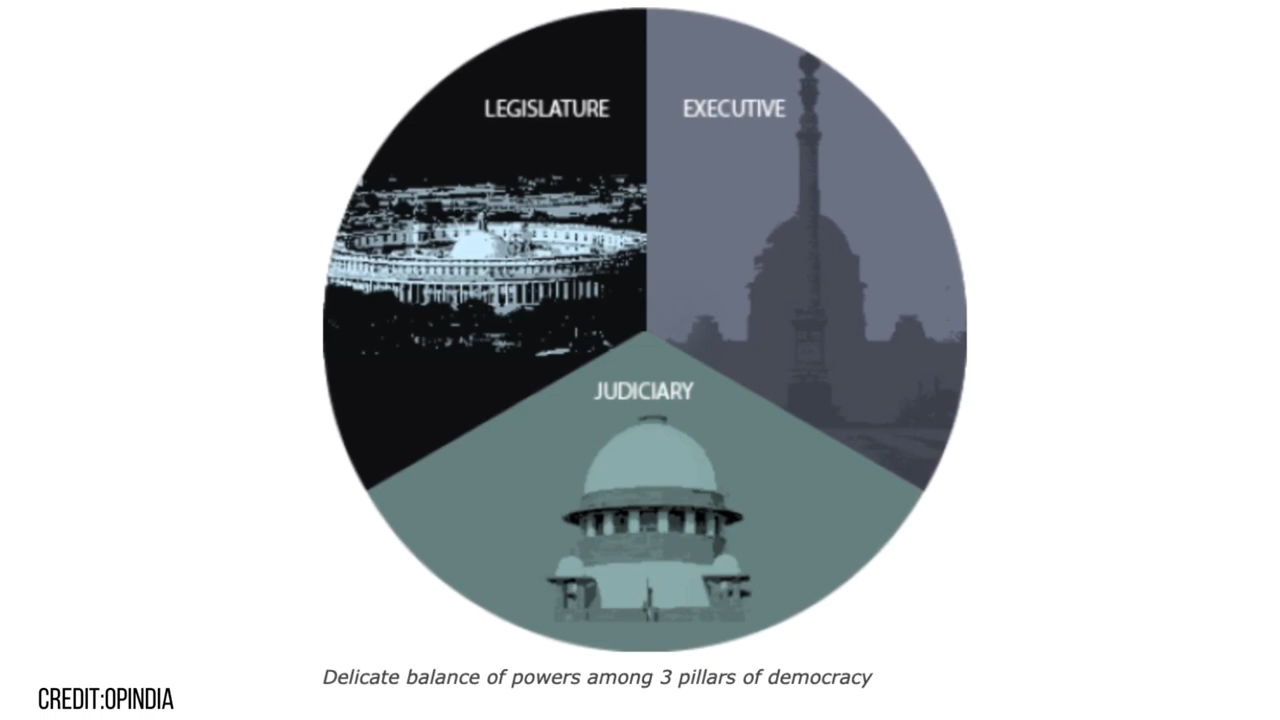 LEGISLATURE
EXECUTIVE
JUDICIARY
Delicate balance of powers among 3 pillars of democracy
CREDIT:OPINDIA